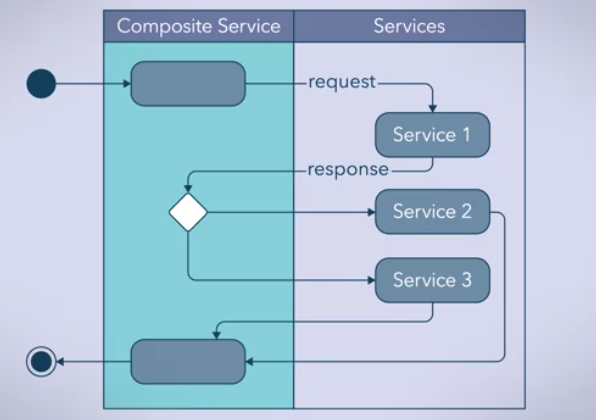 Composite Service
Services
request
Service 1
response
Service 2
Service 3